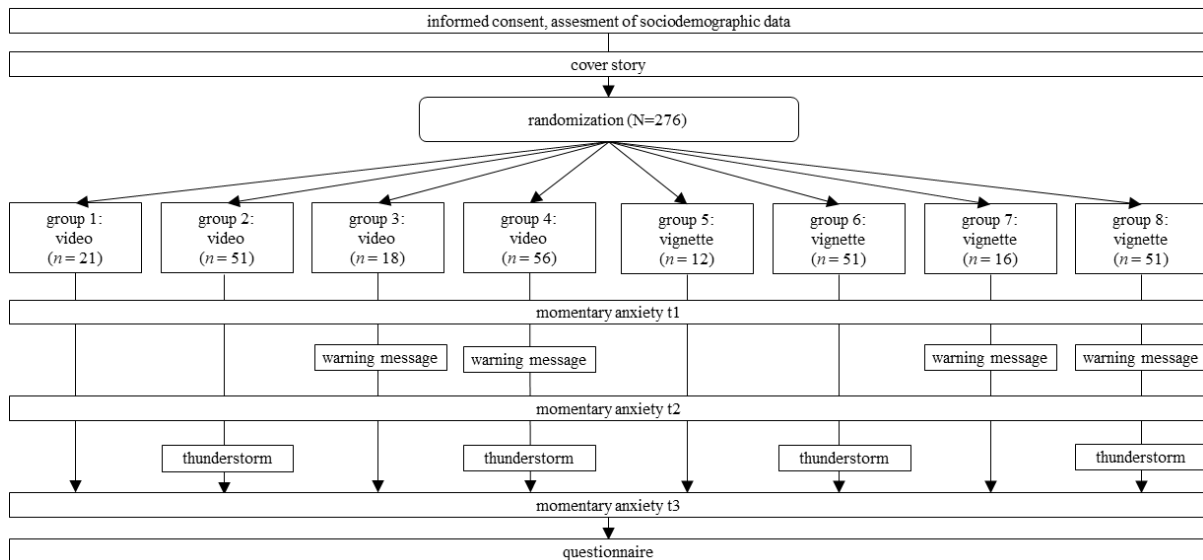 informed consent, assesment of sociodemographic data
cover story
randomization (N=276)
group 1:
video
(n = 21)
group 2:
video
(n = 51)
group 3:
video
(n = 18)
group 4:
video
(n = 56)
group 5:
vignette
(n = 12)
group 6:
vignette
(n = 51)
group 7:
vignette
(n = 16)
group 8:
vignette
(n = 51)
momentary anxiety t1
warning message
warning message
warning message
warning message
momentary anxiety t2
thunderstorm
thunderstorm
thunderstorm
thunderstorm
momentary anxiety t3
questionnaire